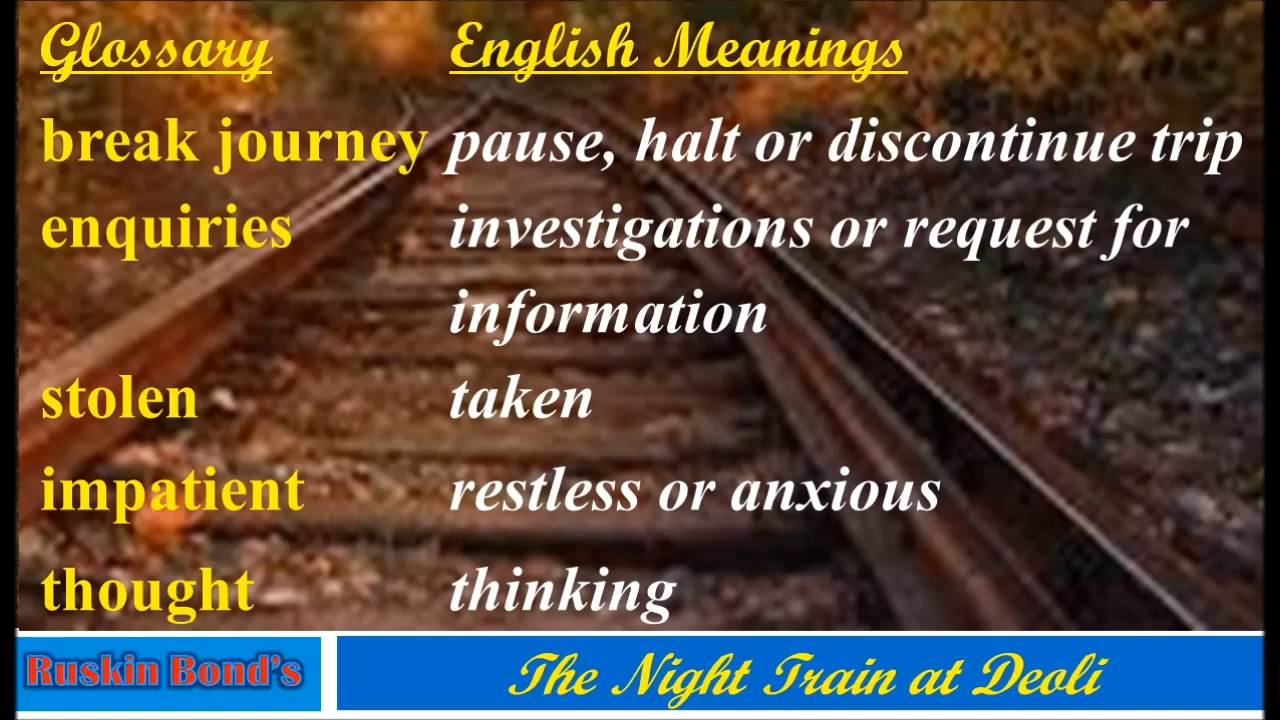 Glossary English Meanings
break journey pause, halt or discontinue trip
enquiries investigations or request for
information
stolen taken
impatient restless or anxious
thought thinking
Ruskin Bond's The Night Train at Deoli